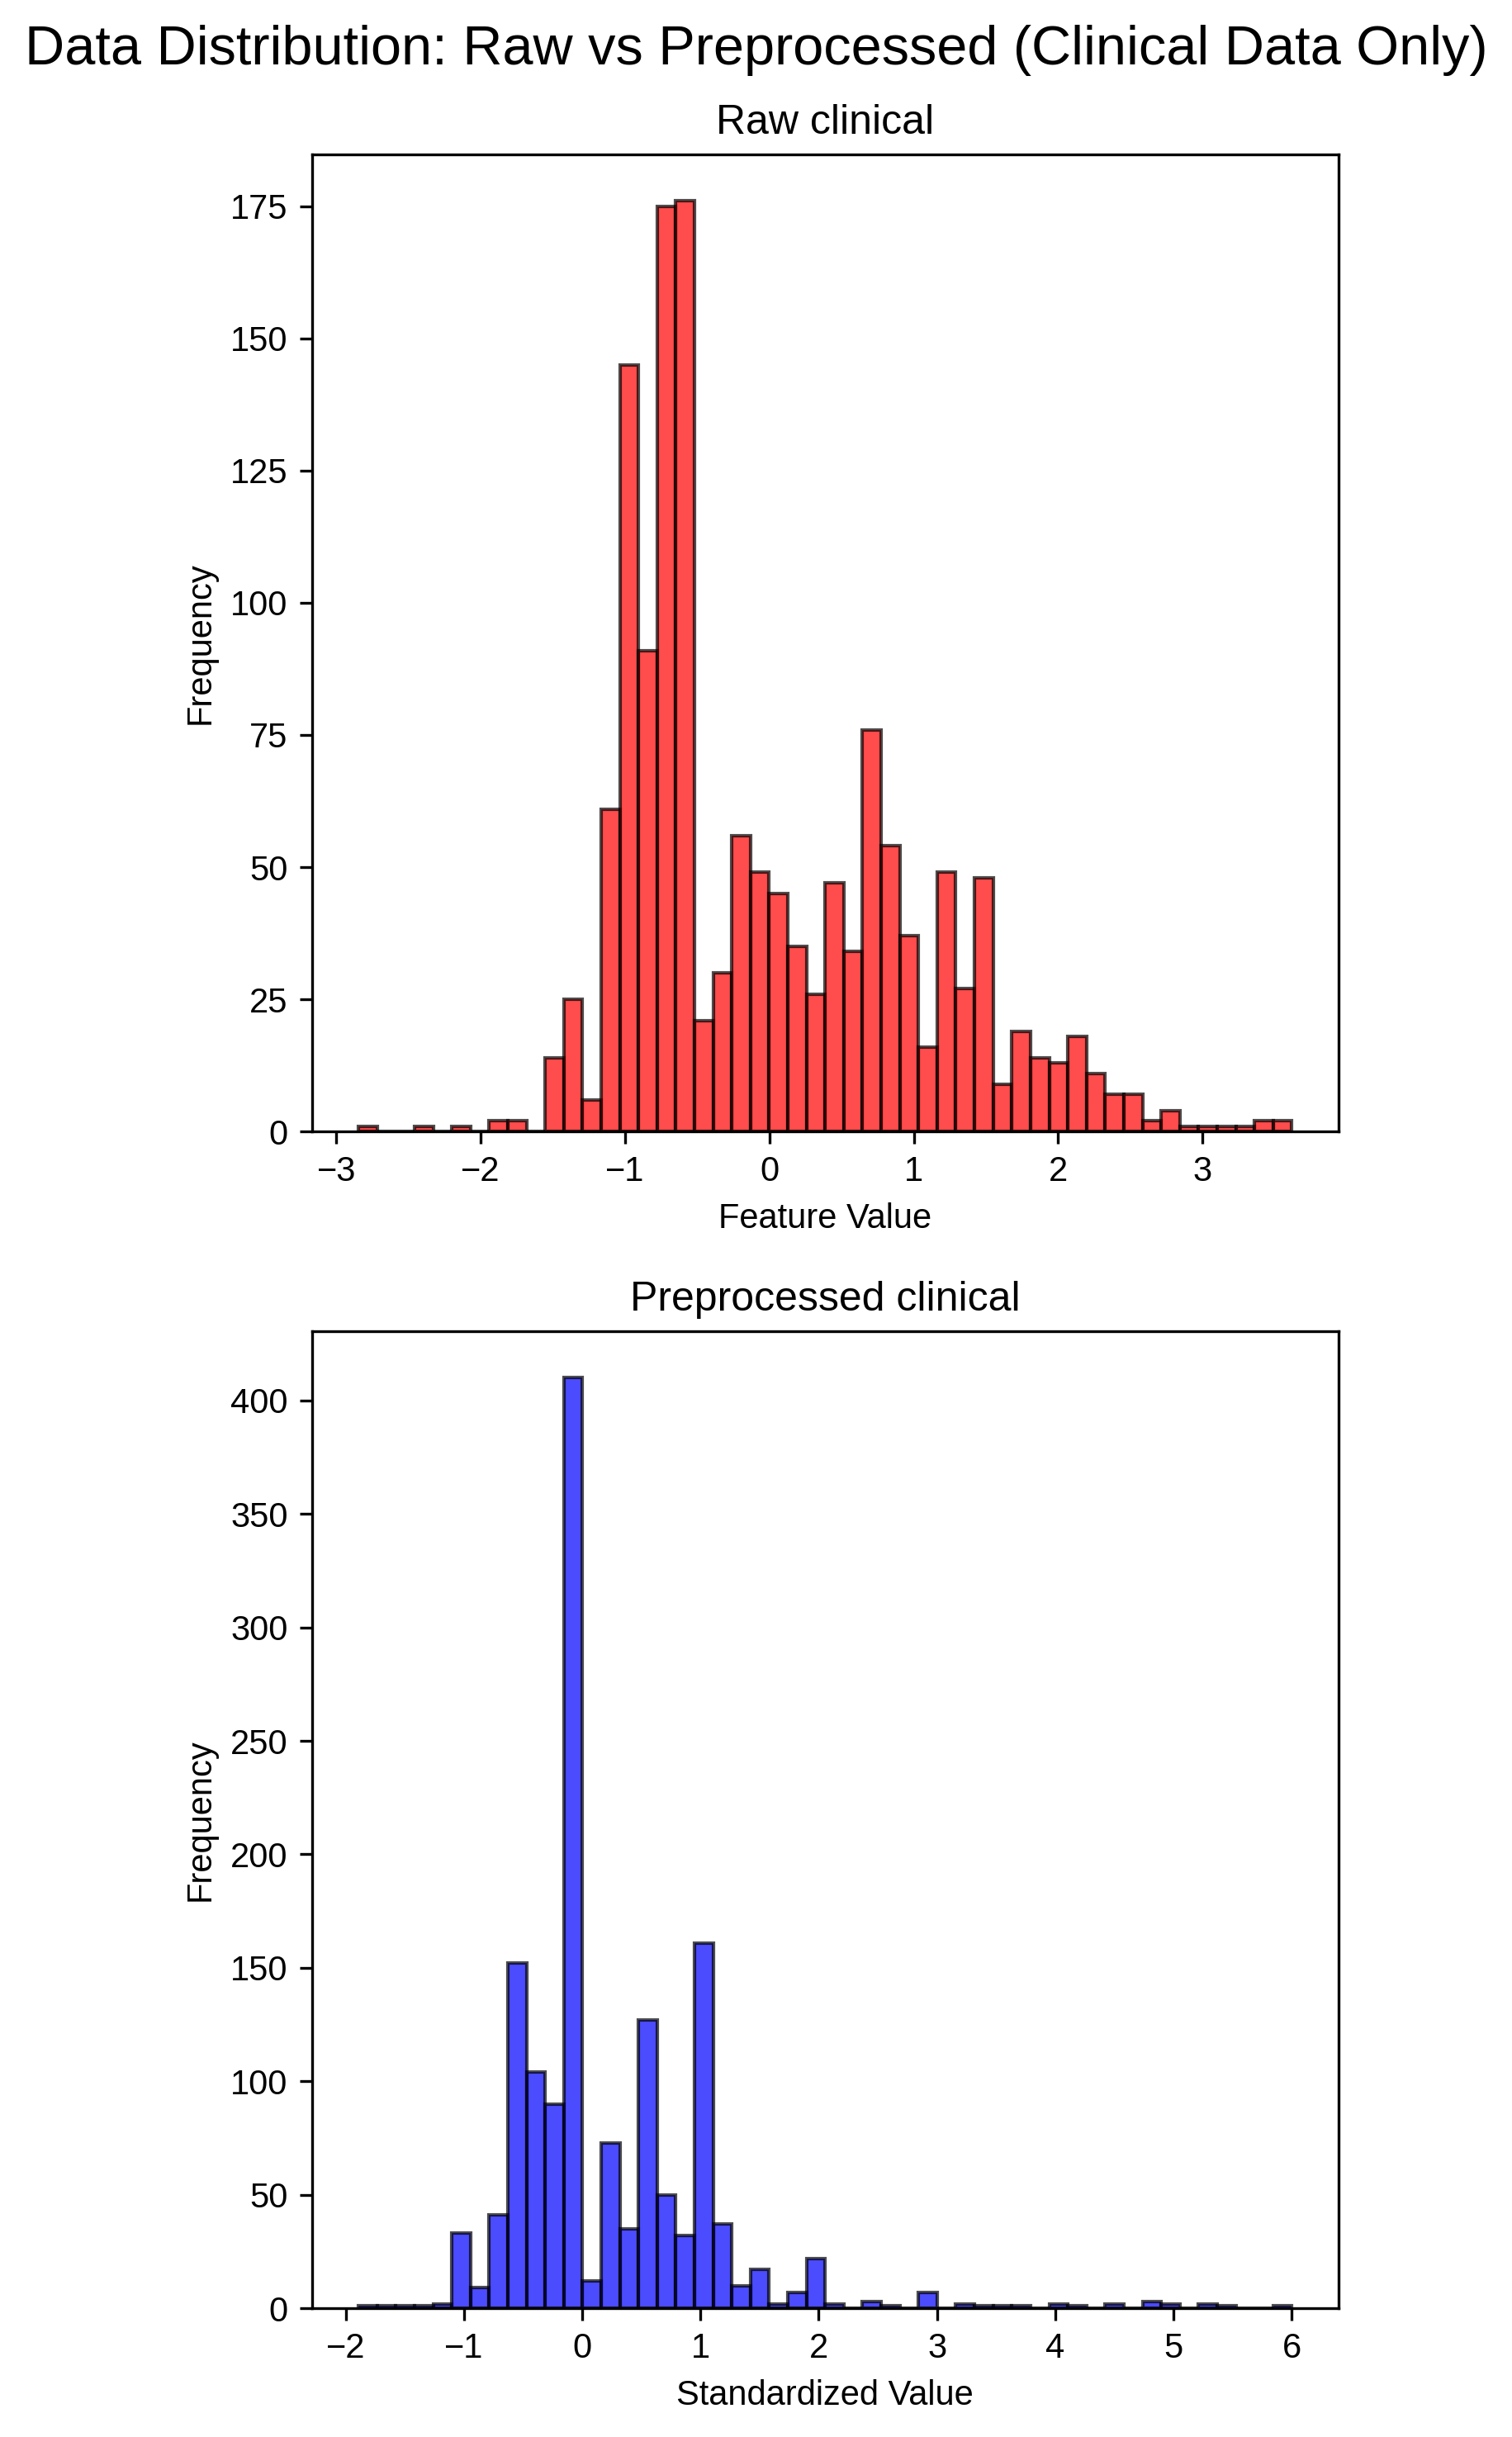 Data Distribution: Raw vs Preprocessed (Clinical Data Only)
Raw clinical
175
150
125
100
75
50
25
0
Frequency
−3 −2 −1 0 1 2 3
Feature Value
Preprocessed clinical
400
350
300
250
200
150
100
50
0
Frequency
−2 −1 0 1 2 3 4 5 6
Standardized Value